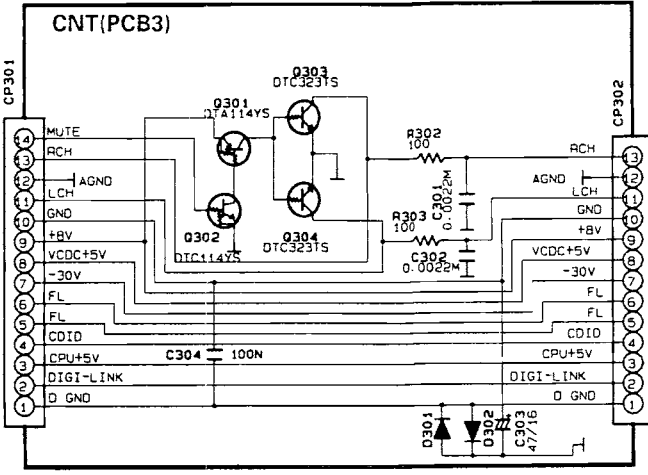 CNT(PCB3)
CP301
14 MUTE
13 RCH
12 AGND
11 LCH
10 GND
9 +8V
8 VCDC+5V
7 -30V
6 FL
5 FL
4 CDID
3 CPU+5V
2 DIGI-LINK
1 D GND
Q303
DTC323TS
Q301
DTA114YS
Q302
DTC114YS
Q304
DTC323TS
R302
100
C301
0.0022M
R303
100
C302
0.0022M
C304 100N
D301
D302
C303
47/16
CP302
RCH 13
AGND 12
LCH 11
GND 10
+8V 9
VCDC+5V 8
-30V 7
FL 6
FL 5
CDID 4
CPU+5V 3
DIGI-LINK 2
D GND 1